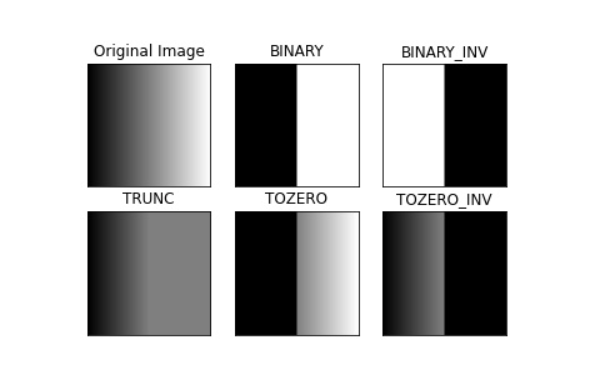 Original Image
BINARY
BINARY_INV
TRUNC
TOZERO
TOZERO_INV